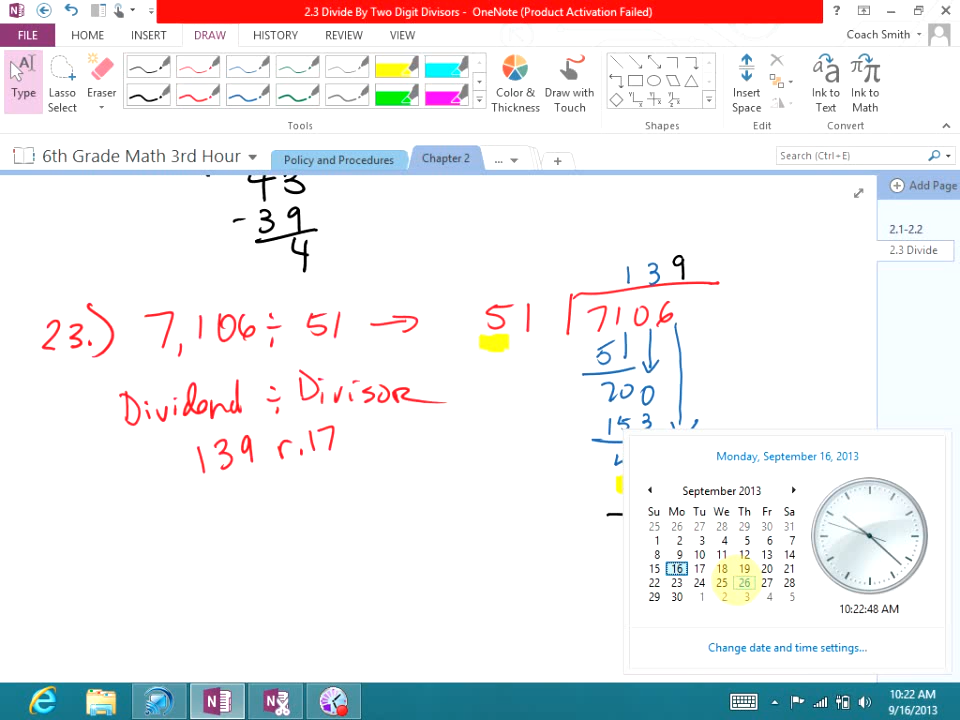 2.3 Divide By Two Digit Divisors - OneNote (Product Activation Failed)
FILE HOME INSERT DRAW HISTORY REVIEW VIEW
Coach Smith
Type
Lasso Select
Eraser
Color & Thickness
Draw with Touch
Insert Space
Ink to Text
Ink to Math
Tools
Shapes
Edit
Convert
6th Grade Math 3rd Hour
Policy and Procedures
Chapter 2
...
Search (Ctrl+E)
Add Page
2.1-2.2
2.3 Divide
43
-39
4
139
23.) 7,106 ÷ 51 → 51 7106
51
200
153
Dividend ÷ Divisor
139 r.17
Monday, September 16, 2013
September 2013
Su Mo Tu We Th Fr Sa
25 26 27 28 29 30 31
1 2 3 4 5 6 7
8 9 10 11 12 13 14
15 16 17 18 19 20 21
22 23 24 25 26 27 28
29 30 1 2 3 4 5
10:22:48 AM
Change date and time settings...
10:22 AM
9/16/2013